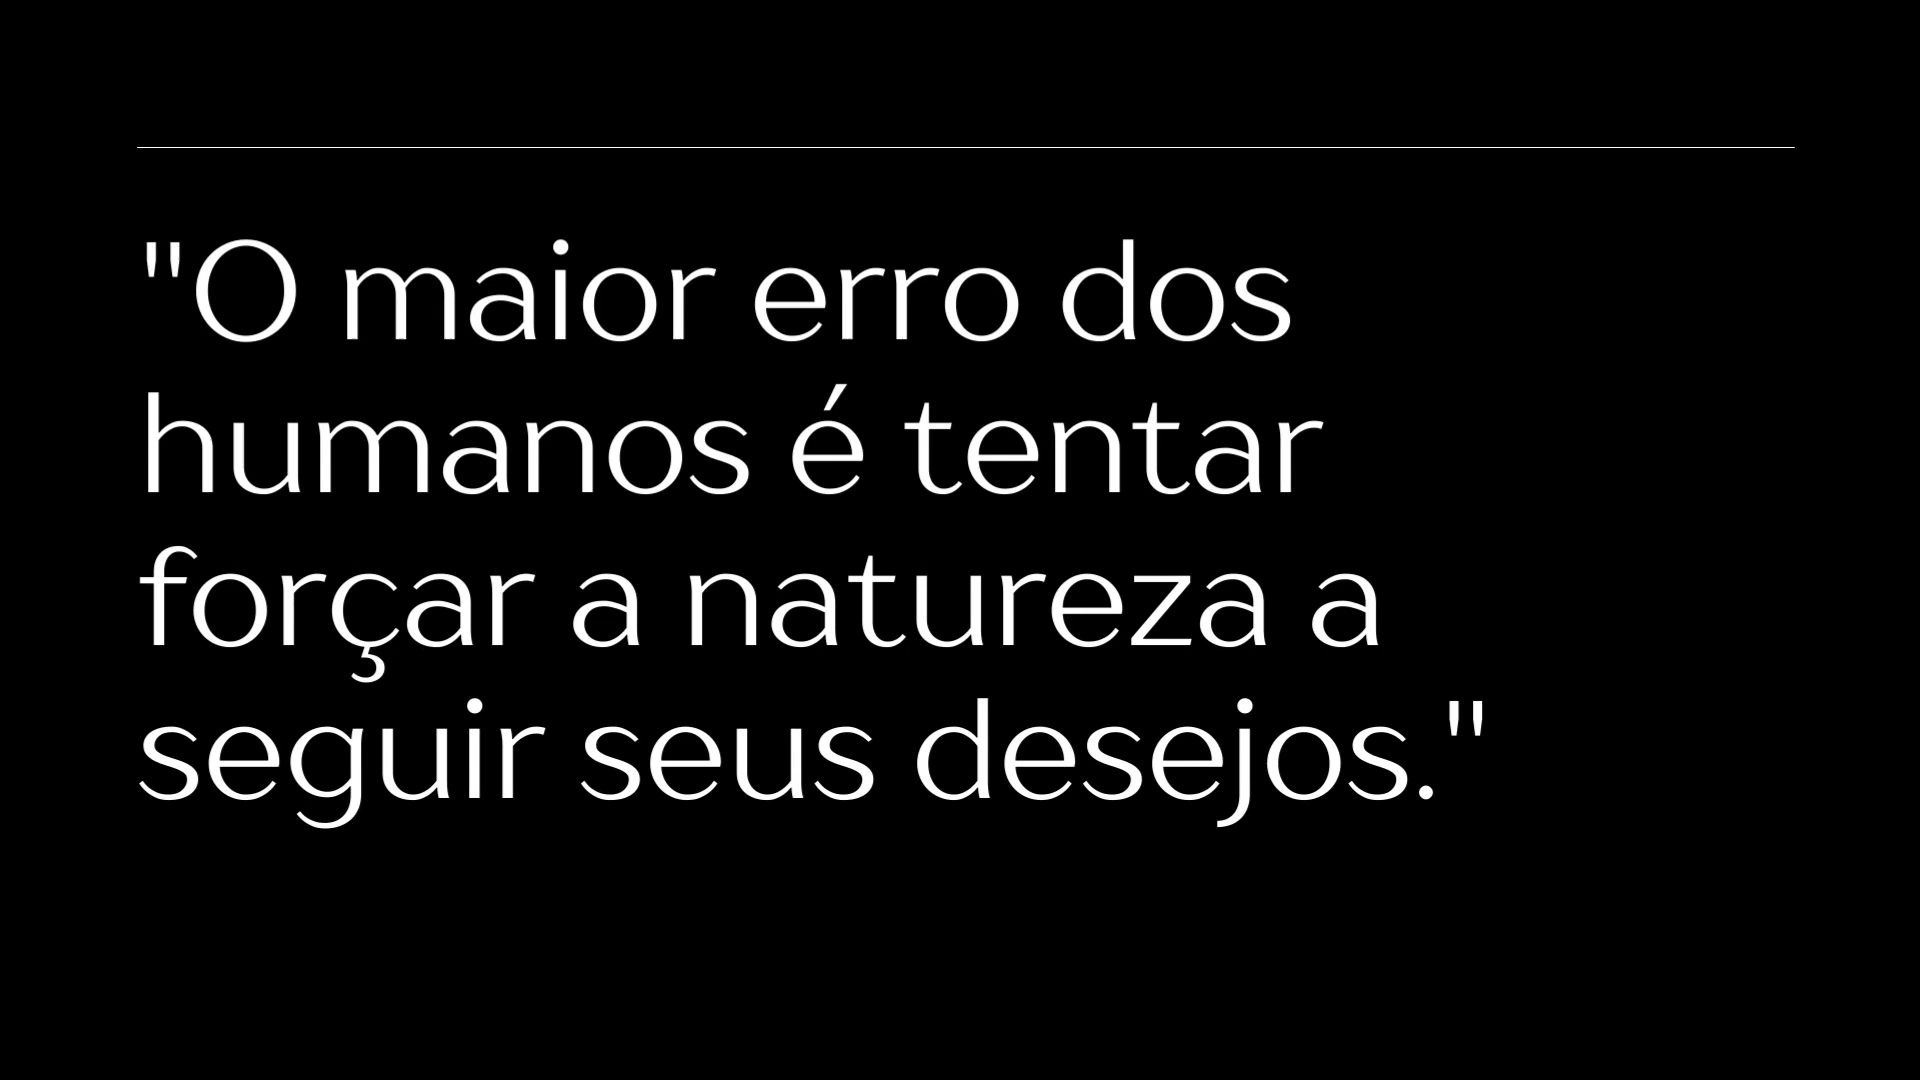 "O maior erro dos
humanos é tentar
forçar a natureza a
seguir seus desejos."